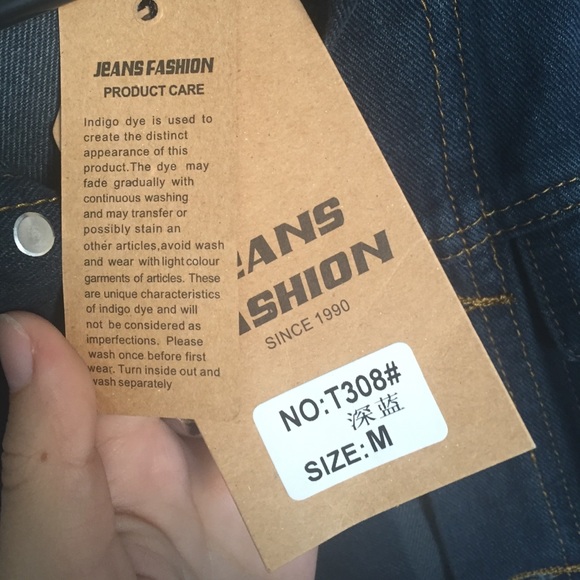 JEANS FASHION
PRODUCT CARE
Indigo dye is used to
create the distinct
appearance of this
product.The dye may
fade gradually with
continuous washing
and may transfer or
possibly stain an
other articles,avoid wash
and wear with light colour
garments of articles. These
are unique characteristics
of indigo dye and will
not be considered as
imperfections. Please
wash once before first
wear. Turn inside out and
wash separately
EANS
ASHION
SINCE 1990
NO:T308#
深蓝
SIZE:M